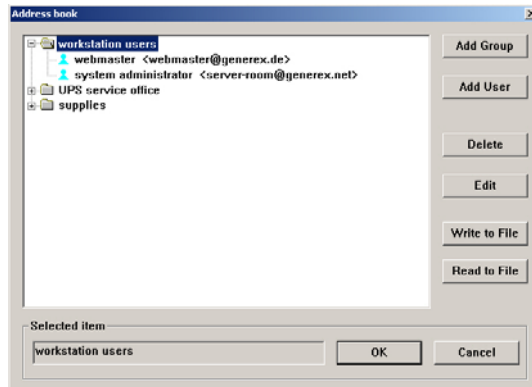 Address book
workstation users
webmaster <webmaster@generex.de>
system administrator <server-room@generex.net>
UPS service office
supplies
Add Group
Add User
Delete
Edit
Write to File
Read to File
Selected item
workstation users
OK
Cancel